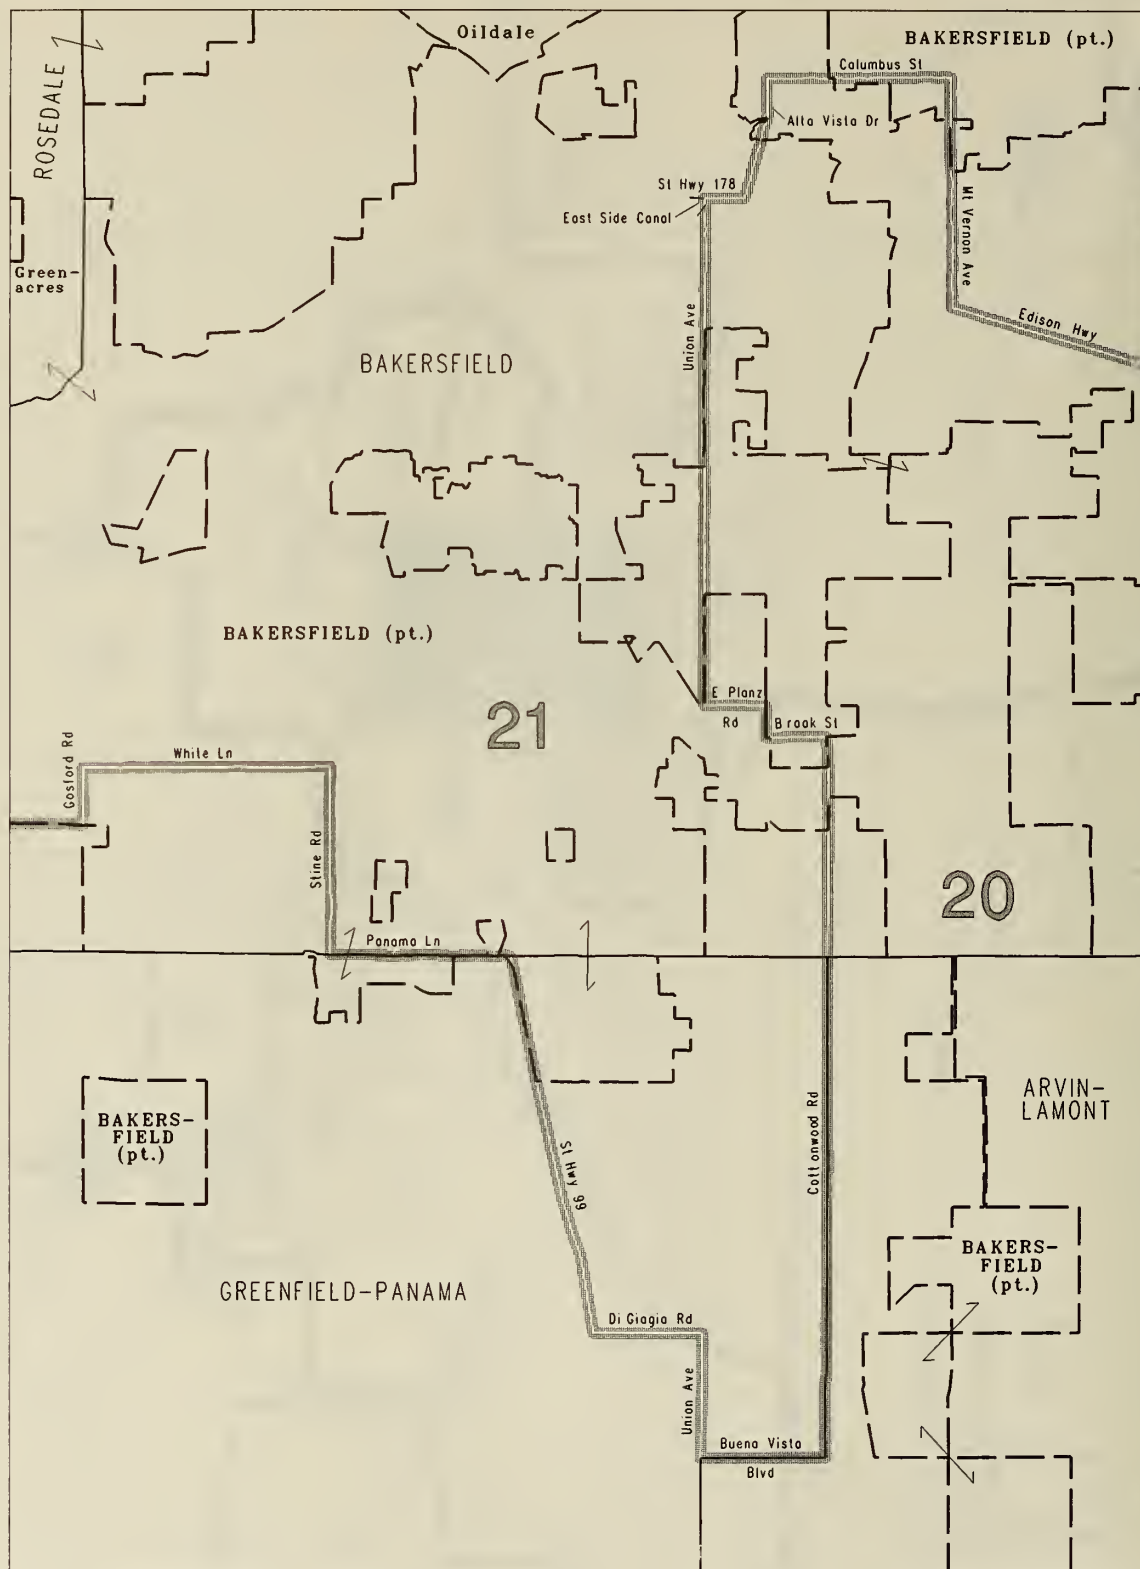 Oildale
BAKERSFIELD (pt.)
Columbus St
ROSEDALE
Alta Vista Dr
St Hwy 178
East Side Canal
Mt Vernon Ave
Green-
acres
Union Ave
Edison Hwy
BAKERSFIELD
BAKERSFIELD (pt.)
E Planz
Rd
Brook St
21
Gosford Rd
White Ln
Stine Rd
20
Panama Ln
BAKERS-
FIELD
(pt.)
ARVIN-
LAMONT
Cottonwood Rd
St Hwy 99
BAKERS-
FIELD
(pt.)
GREENFIELD-PANAMA
Di Giagia Rd
Union Ave
Buena Vista
Blvd